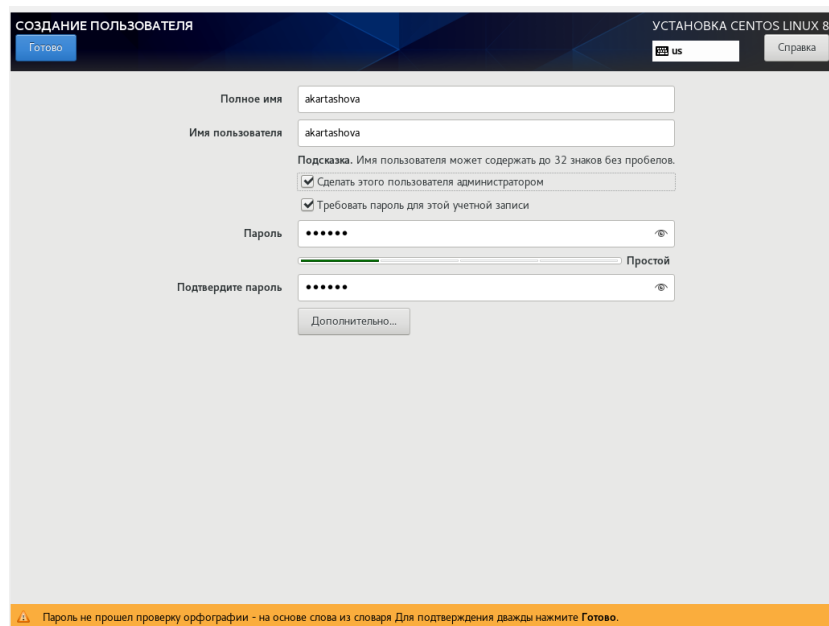 СОЗДАНИЕ ПОЛЬЗОВАТЕЛЯ
УСТАНОВКА CENTOS LINUX 8
Готово
us
Справка
Полное имя
akartashova
Имя пользователя
akartashova
Подсказка. Имя пользователя может содержать до 32 знаков без пробелов.
Сделать этого пользователя администратором
Требовать пароль для этой учетной записи
Пароль
••••••
Простой
Подтвердите пароль
••••••
Дополнительно...
Пароль не прошел проверку орфографии - на основе слова из словаря Для подтверждения дважды нажмите Готово.